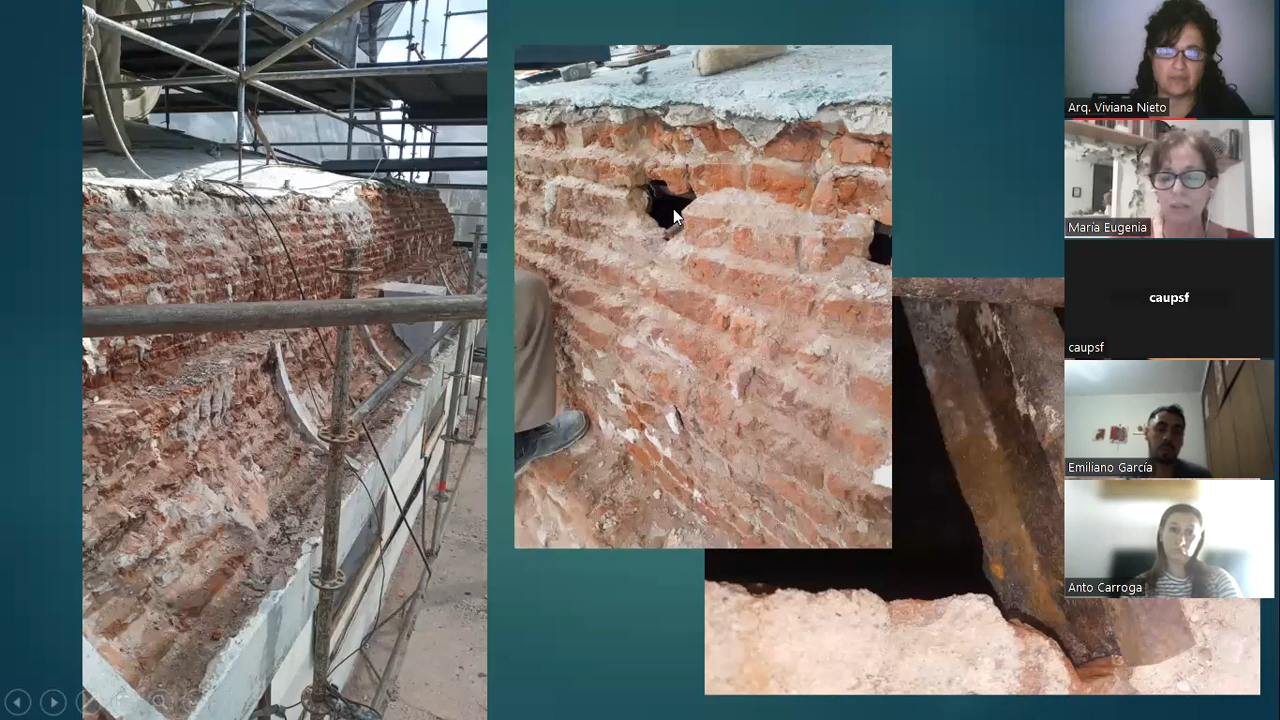 Arq. Viviana Nieto
María Eugenia
caupsf
caupsf
Emiliano García
Anto Carroga